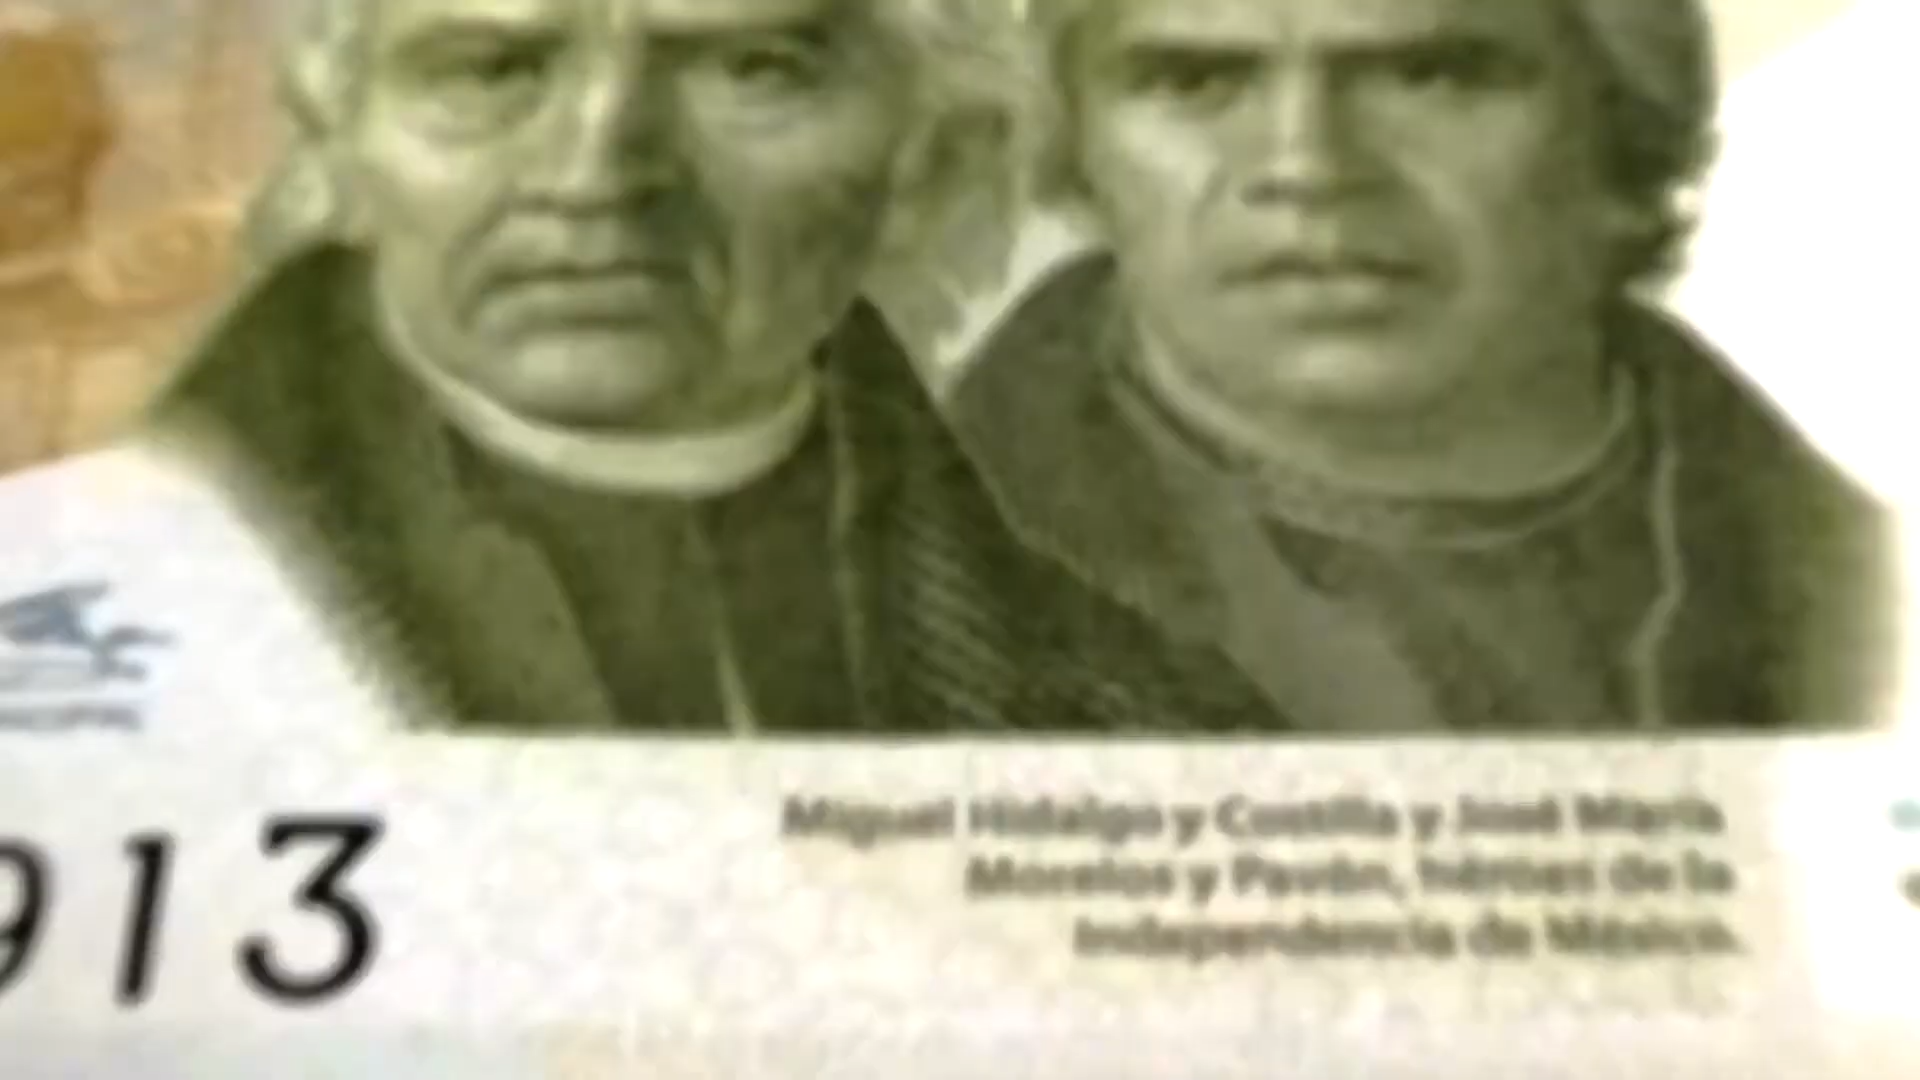 913
Miguel Hidalgo y Costilla y José María
Morelos y Pavón, héroes de la
Independencia de México.